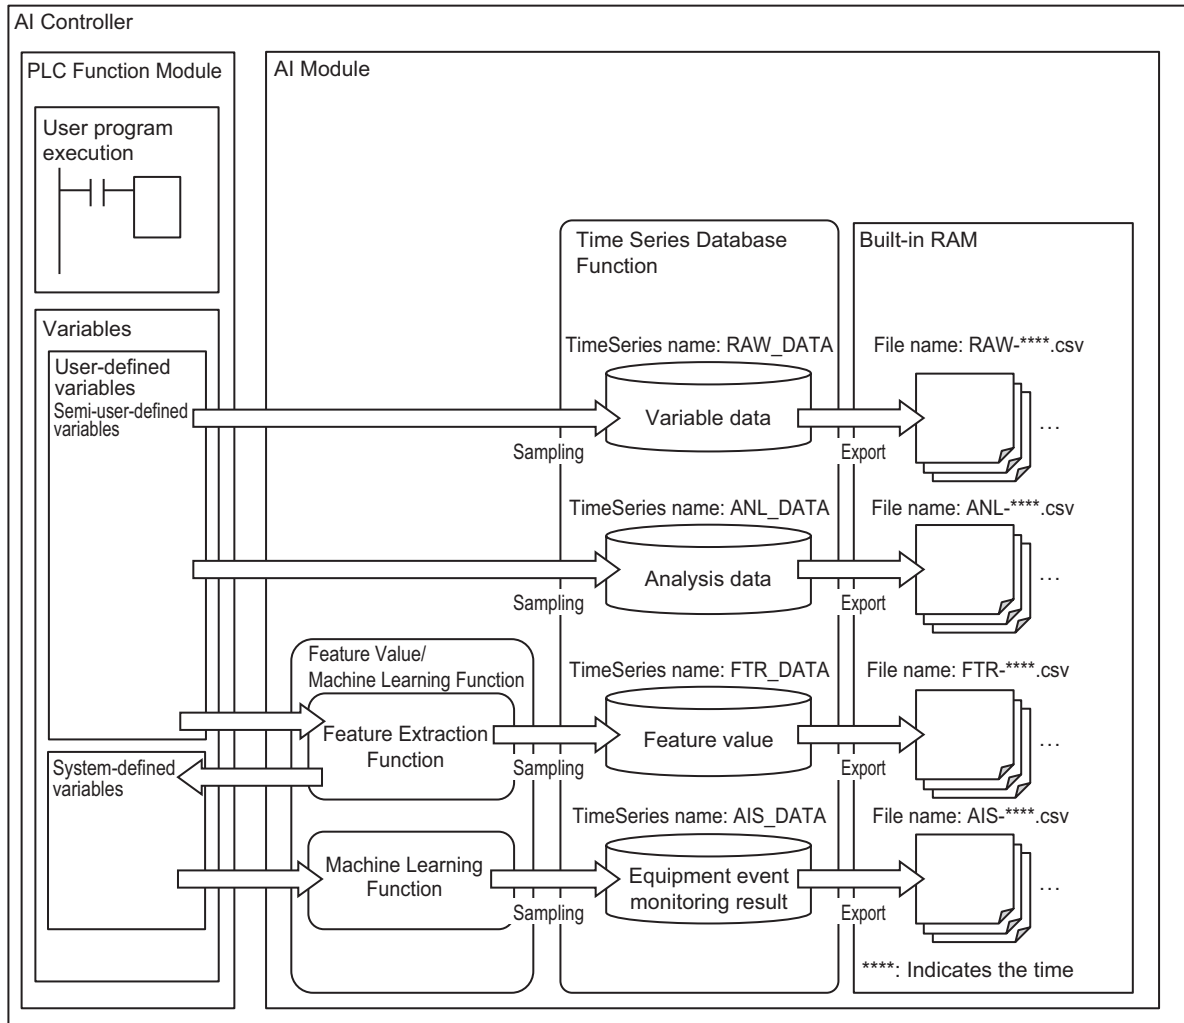 AI Controller
PLC Function Module
User program
execution
Variables
User-defined
variables
Semi-user-defined
variables
System-defined
variables
AI Module
Feature Value/
Machine Learning Function
Feature Extraction
Function
Machine Learning
Function
Time Series Database
Function
Built-in RAM
TimeSeries name: RAW_DATA
File name: RAW-****.csv
Variable data
...
Sampling
Export
TimeSeries name: ANL_DATA
File name: ANL-****.csv
Analysis data
...
Sampling
Export
TimeSeries name: FTR_DATA
File name: FTR-****.csv
Feature value
...
Sampling
Export
TimeSeries name: AIS_DATA
File name: AIS-****.csv
Equipment event
monitoring result
...
Sampling
Export
****: Indicates the time